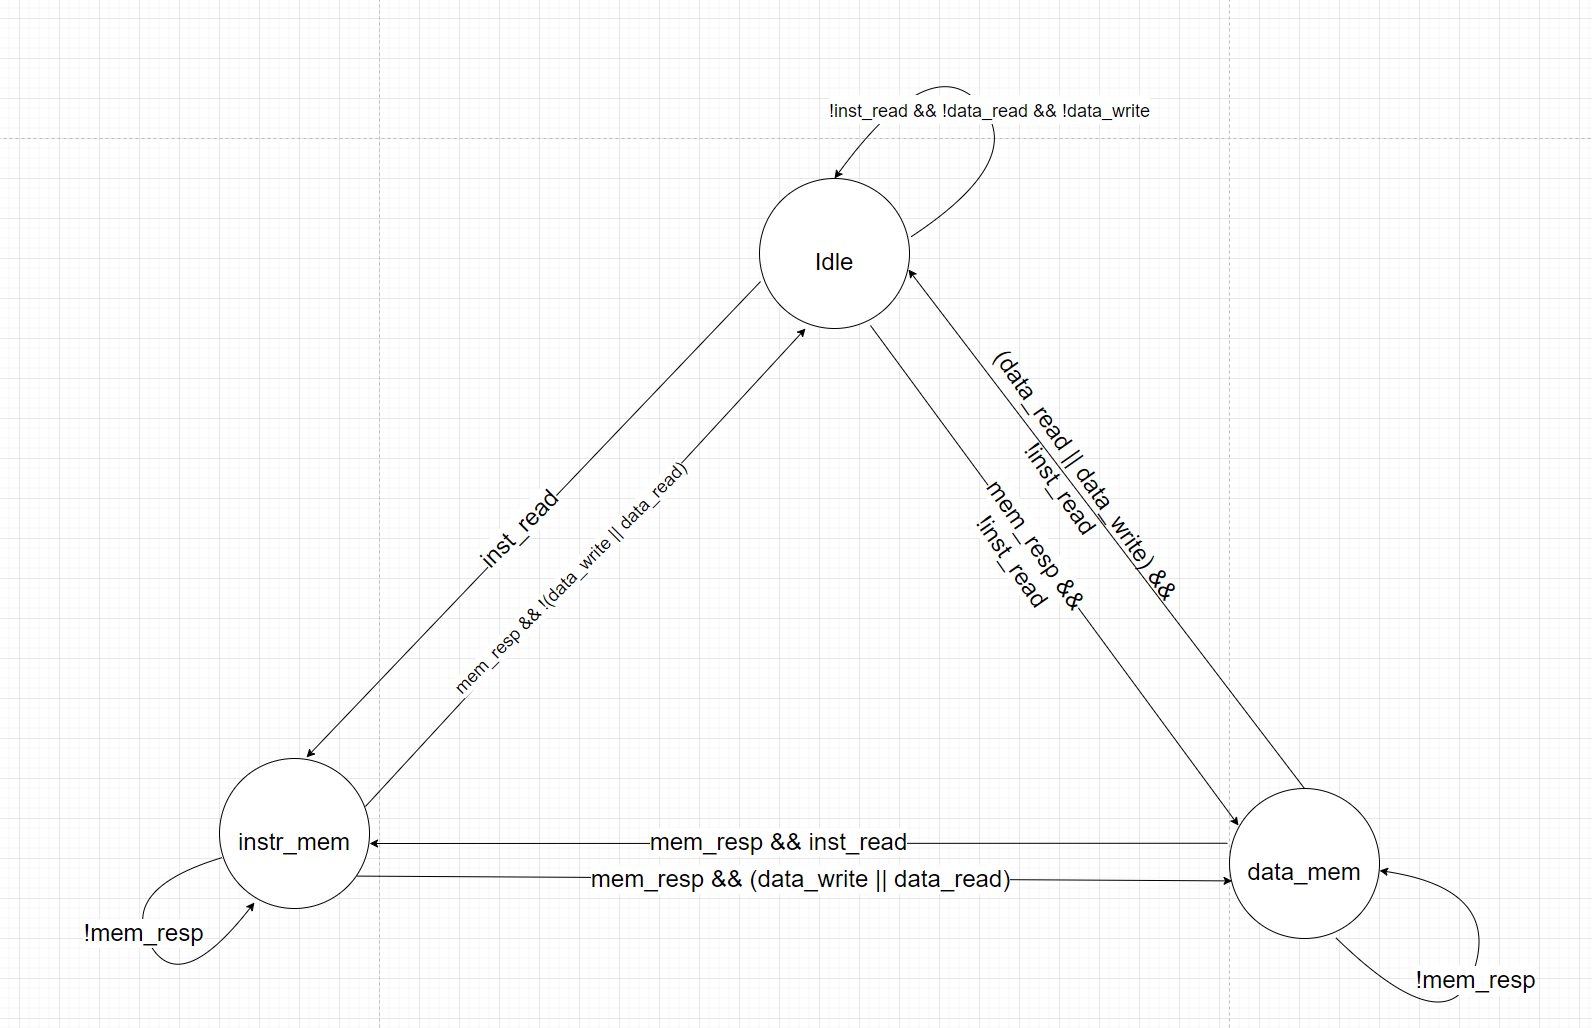 !inst_read && !data_read && !data_write
Idle
(data_read || data_write) &&
!inst_read
mem_resp &&
!inst_read
inst_read
mem_resp && !(data_write || data_read)
instr_mem
mem_resp && inst_read
mem_resp && (data_write || data_read)
data_mem
!mem_resp
!mem_resp